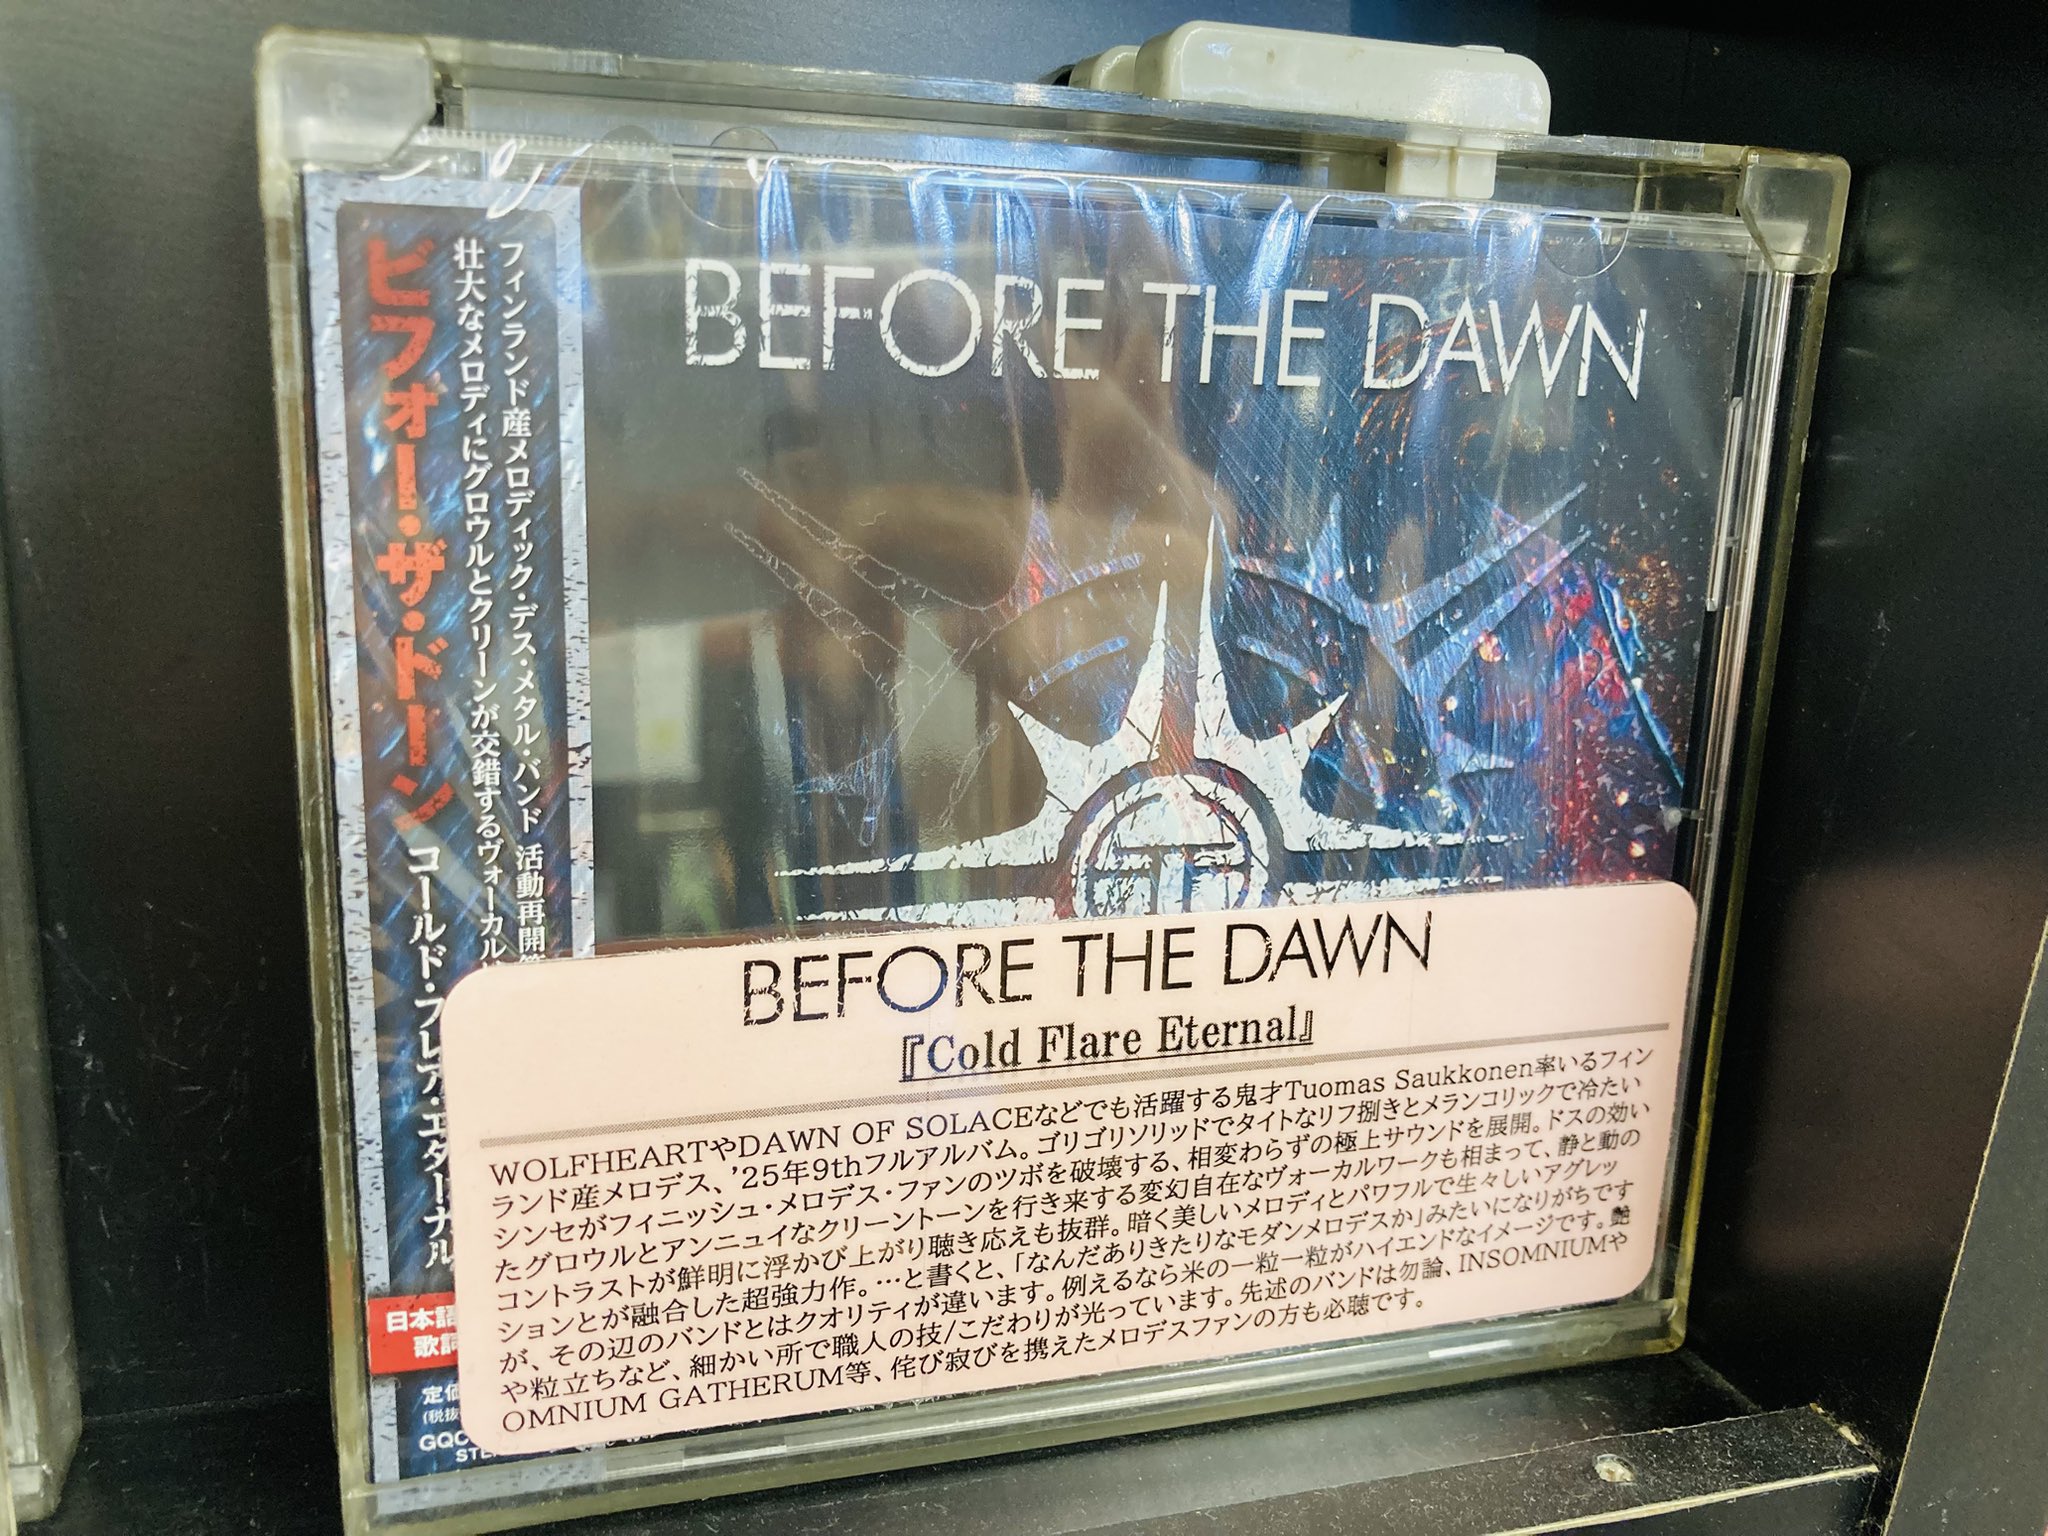 ビフォー・ザ・ドーン コールド・フレア・エターナル
フィンランド産メロディック・デス・メタル・バンド 活動再開
壮大なメロディにグロウルとクリーンが交錯するヴォーカル
BEFORE THE DAWN
BEFORE THE DAWN
『Cold Flare Eternal』
WOLFHEARTやDAWN OF SOLACEなどでも活躍する鬼才Tuomas Saukkonen率いるフィン
ランド産メロデス、'25年9thフルアルバム。ゴリゴリソリッドでタイトなリフ捌きとメランコリックで冷たい
シンセがフィニッシュ・メロデス・ファンのツボを破壊する、相変わらずの極上サウンドを展開。ドスの効い
たグロウルとアンニュイなクリーントーンを行き来する変幻自在なヴォーカルワークも相まって、静と動の
コントラストが鮮明に浮かび上がり聴き応えも抜群。暗く美しいメロディとパワフルで生々しいアグレッ
ションとが融合した超強力作。…と書くと、「なんだありきたりなモダンメロデスか」みたいになりがちです
が、その辺のバンドとはクオリティが違います。例えるなら米の一粒一粒がハイエンドなイメージです。艶
や粒立ちなど、細かい所で職人の技/こだわりが光っています。先述のバンドは勿論、INSOMNIUMや
OMNIUM GATHERUM等、侘び寂びを携えたメロデスファンの方も必聴です。
日本語
歌詞
定価
(税抜
GQC
STE